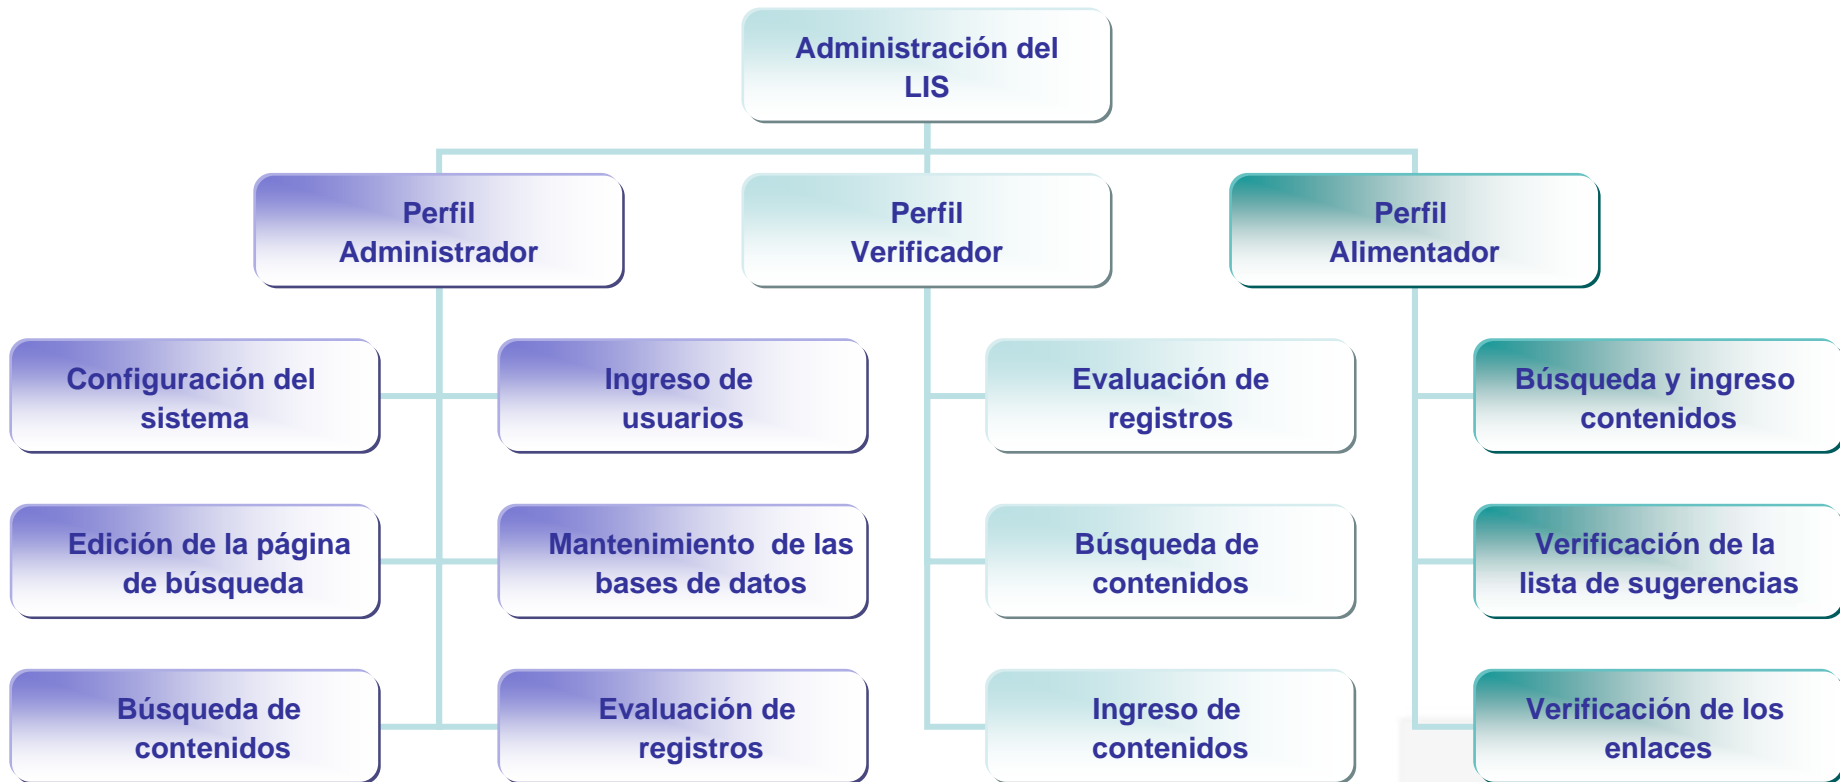 Administración del
LIS
Perfil
Administrador
Perfil
Verificador
Perfil
Alimentador
Configuración del
sistema
Ingreso de
usuarios
Evaluación de
registros
Búsqueda y ingreso
contenidos
Edición de la página
de búsqueda
Mantenimiento de las
bases de datos
Búsqueda de
contenidos
Verificación de la
lista de sugerencias
Búsqueda de
contenidos
Evaluación de
registros
Ingreso de
contenidos
Verificación de los
enlaces